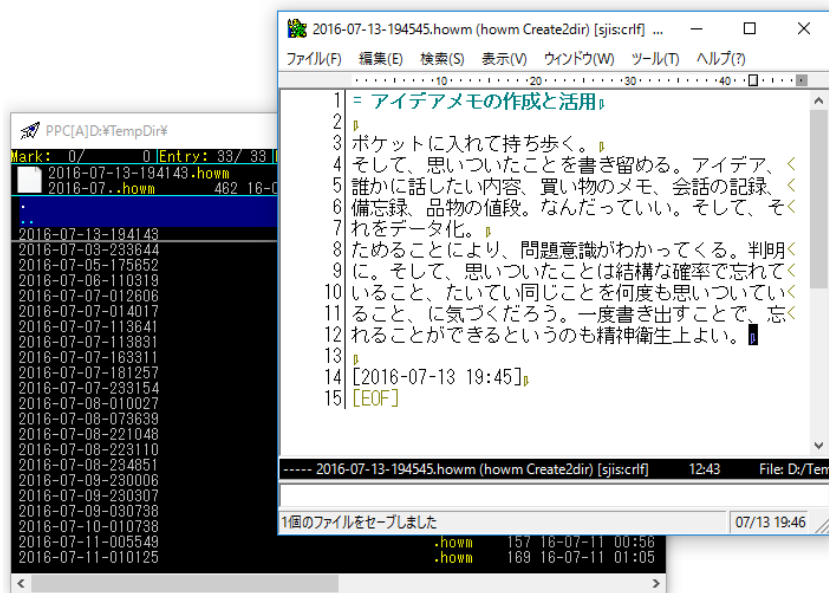 2016-07-13-194545.howm (howm Create2dir) [sjis:crlf] ...
ファイル(F) 編集(E) 検索(S) 表示(V) ウィンドウ(W) ツール(T) ヘルプ(?)
10 20 30 40
1 = アイデアメモの作成と活用
2
3 ポケットに入れて持ち歩く。
4 そして、思いついたことを書き留める。アイデア、
5 誰かに話したい内容、買い物のメモ、会話の記録、
6 備忘録、品物の値段。なんだっていい。そして、そ
7 れをデータ化。
8 ためることにより、問題意識がわかってくる。判明
9 に。そして、思いついたことは結構な確率で忘れて
10 いること、たいてい同じことを何度も思いついてい
11 ること、に気づくだろう。一度書き出すことで、忘
12 れることができるというのも精神衛生上よい。
13
14 [2016-07-13 19:45]
15 [EOF]
----- 2016-07-13-194545.howm (howm Create2dir) [sjis:crlf] 12:43 File: D:/Tem
1個のファイルをセーブしました 07/13 19:46
PPC[A]D:¥TempDir¥
Mark: 0/ 0 Entry: 33/ 33
2016-07-13-194143.howm
2016-07..howm 462 16-0
.
..
2016-07-13-194143
2016-07-03-233644
2016-07-05-175652
2016-07-06-110319
2016-07-07-012606
2016-07-07-014017
2016-07-07-113641
2016-07-07-113831
2016-07-07-163311
2016-07-07-181257
2016-07-07-233154
2016-07-08-010027
2016-07-08-073639
2016-07-08-221048
2016-07-08-223110
2016-07-08-234851
2016-07-09-230006
2016-07-09-230307
2016-07-09-030738
2016-07-10-010738
2016-07-11-005549 .howm 157 16-07-11 00:56
2016-07-11-010125 .howm 169 16-07-11 01:05